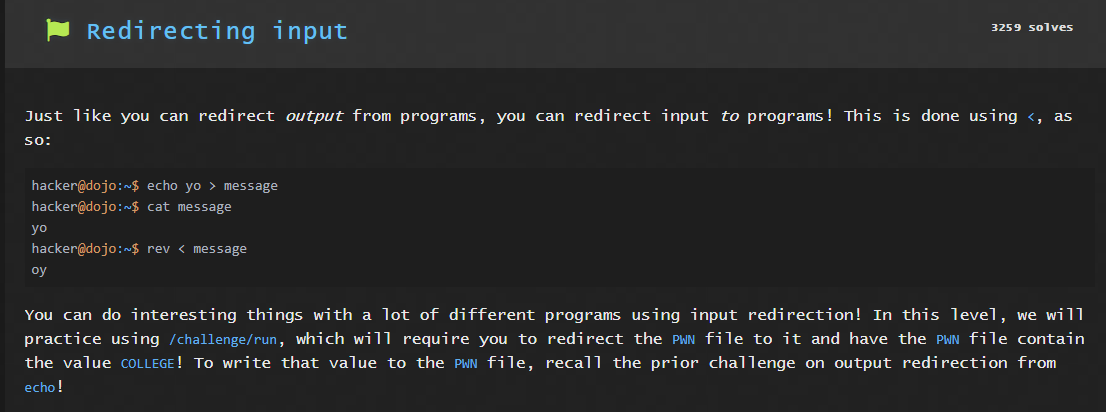 Redirecting input
3259 solves
Just like you can redirect output from programs, you can redirect input to programs! This is done using <, as
so:
hacker@dojo:~$ echo yo > message
hacker@dojo:~$ cat message
yo
hacker@dojo:~$ rev < message
oy
You can do interesting things with a lot of different programs using input redirection! In this level, we will
practice using /challenge/run, which will require you to redirect the PWN file to it and have the PWN file contain
the value COLLEGE! To write that value to the PWN file, recall the prior challenge on output redirection from
echo!